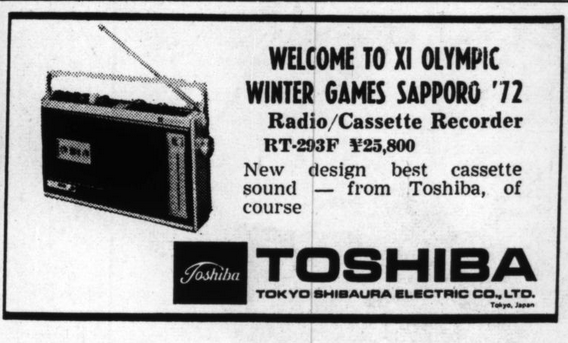 WELCOME TO XI OLYMPIC
WINTER GAMES SAPPORO '72
Radio/Cassette Recorder
RT-293F ¥25,800
New design best cassette
sound — from Toshiba, of
course
Toshiba
TOSHIBA
TOKYO SHIBAURA ELECTRIC CO., LTD.
Tokyo, Japan